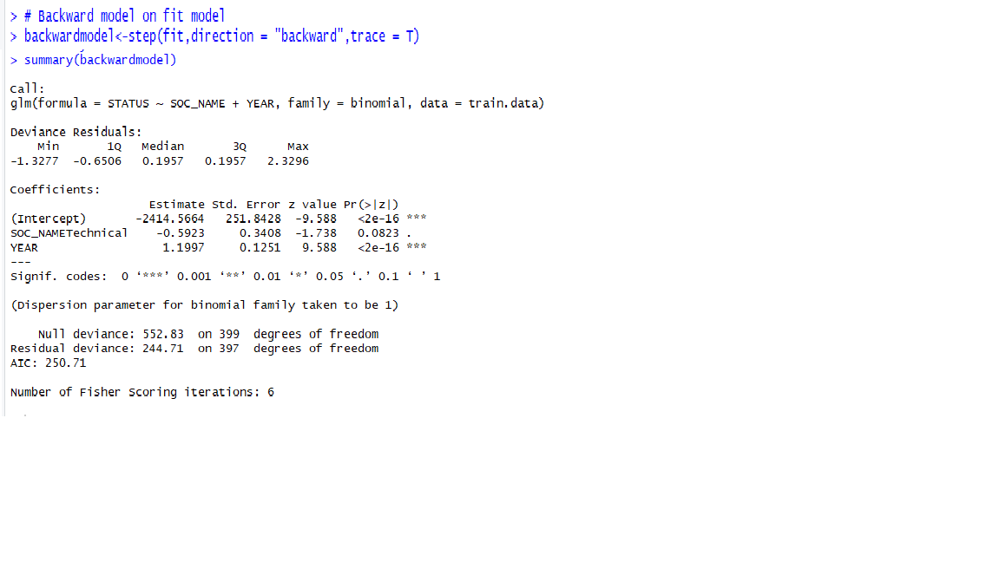 > # Backward model on fit model
> backwardmodel<-step(fit,direction = "backward",trace = T)
> summary(backwardmodel)
Call:
glm(formula = STATUS ~ SOC_NAME + YEAR, family = binomial, data = train.data)
Deviance Residuals:
Min 1Q Median 3Q Max
-1.3277 -0.6506 0.1957 0.1957 2.3296
Coefficients:
Estimate Std. Error z value Pr(>|z|)
(Intercept) -2414.5664 251.8428 -9.588 <2e-16 ***
SOC_NAMETechnical -0.5923 0.3408 -1.738 0.0823 .
YEAR 1.1997 0.1251 9.588 <2e-16 ***
---
Signif. codes: 0 ‘***’ 0.001 ‘**’ 0.01 ‘*’ 0.05 ‘.’ 0.1 ‘ ’ 1
(Dispersion parameter for binomial family taken to be 1)
Null deviance: 552.83 on 399 degrees of freedom
Residual deviance: 244.71 on 397 degrees of freedom
AIC: 250.71
Number of Fisher Scoring iterations: 6